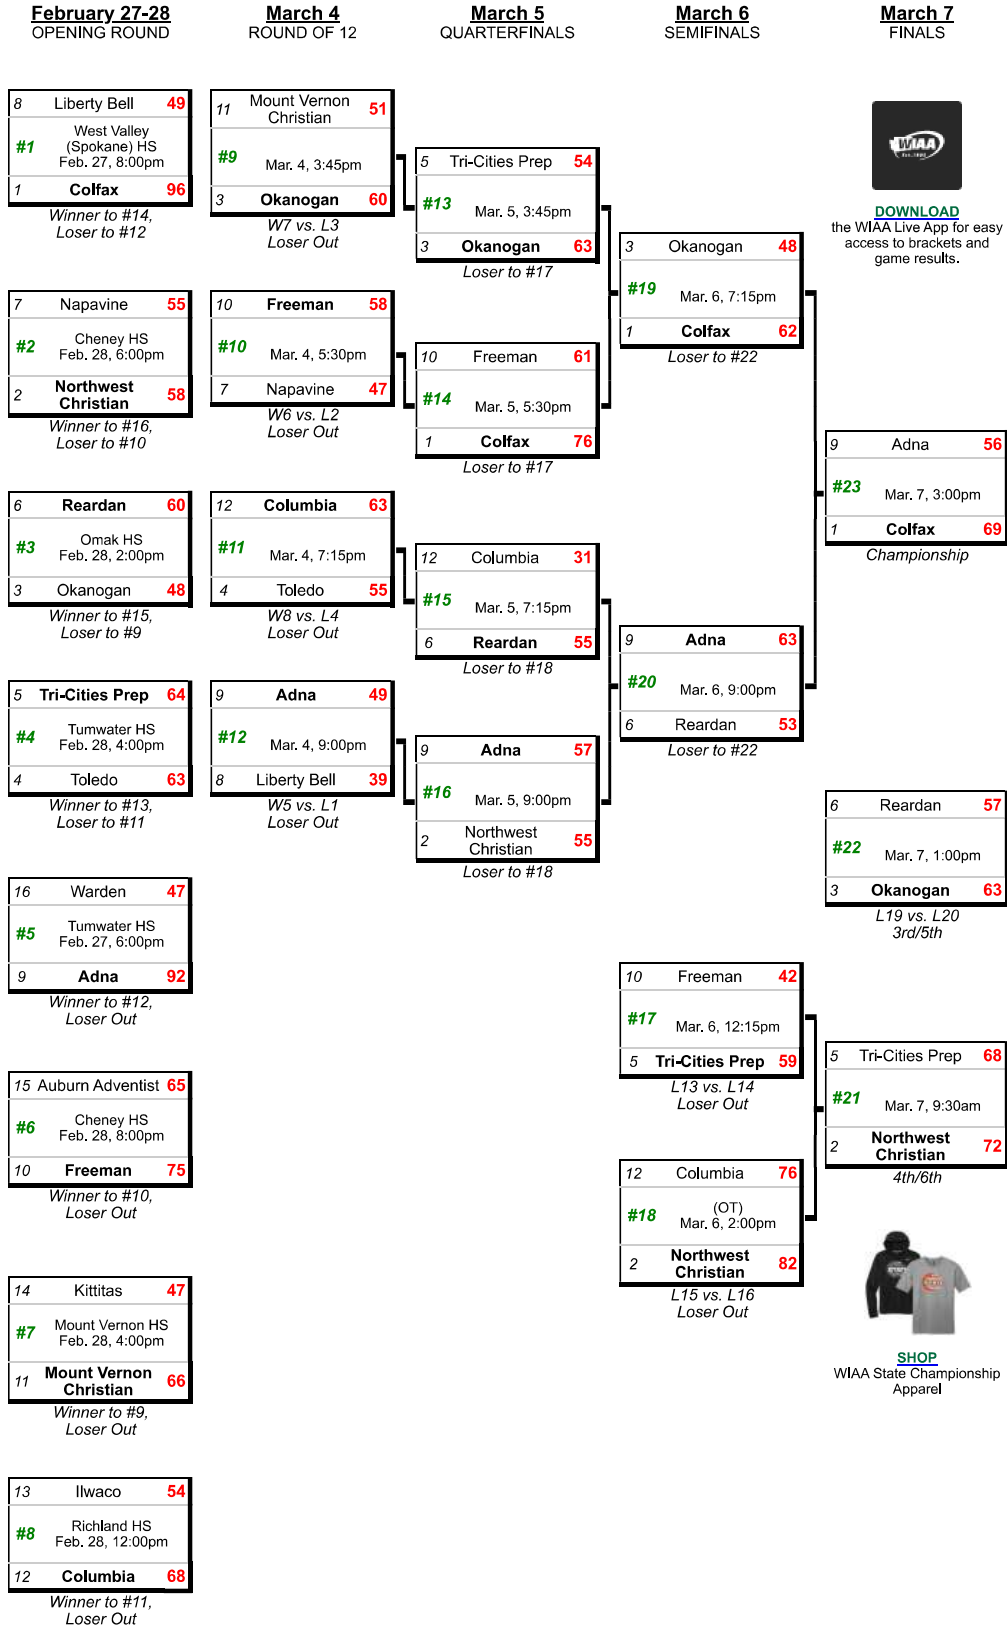 February 27-28
OPENING ROUND
8 Liberty Bell 49
#1
West Valley
(Spokane) HS
Feb. 27, 8:00pm
1 Colfax 96
Winner to #14,
Loser to #12
7 Napavine 55
#2
Cheney HS
Feb. 28, 6:00pm
2 Northwest
Christian 58
Winner to #16,
Loser to #10
6 Reardan 60
#3
Omak HS
Feb. 28, 2:00pm
3 Okanogan 48
Winner to #15,
Loser to #9
5 Tri-Cities Prep 64
#4
Tumwater HS
Feb. 28, 4:00pm
4 Toledo 63
Winner to #13,
Loser to #11
16 Warden 47
#5
Tumwater HS
Feb. 27, 6:00pm
9 Adna 92
Winner to #12,
Loser Out
15 Auburn Adventist 65
#6
Cheney HS
Feb. 28, 8:00pm
10 Freeman 75
Winner to #10,
Loser Out
14 Kittitas 47
#7
Mount Vernon HS
Feb. 28, 4:00pm
11 Mount Vernon
Christian 66
Winner to #9,
Loser Out
13 Ilwaco 54
#8
Richland HS
Feb. 28, 12:00pm
12 Columbia 68
Winner to #11,
Loser Out
March 4
ROUND OF 12
11 Mount Vernon
Christian 51
#9
Mar. 4, 3:45pm
3 Okanogan 60
W7 vs. L3
Loser Out
10 Freeman 58
#10
Mar. 4, 5:30pm
7 Napavine 47
W6 vs. L2
Loser Out
12 Columbia 63
#11
Mar. 4, 7:15pm
4 Toledo 55
W8 vs. L4
Loser Out
9 Adna 49
#12
Mar. 4, 9:00pm
8 Liberty Bell 39
W5 vs. L1
Loser Out
March 5
QUARTERFINALS
5 Tri-Cities Prep 54
#13
Mar. 5, 3:45pm
3 Okanogan 63
Loser to #17
10 Freeman 61
#14
Mar. 5, 5:30pm
1 Colfax 76
Loser to #17
12 Columbia 31
#15
Mar. 5, 7:15pm
6 Reardan 55
Loser to #18
9 Adna 57
#16
Mar. 5, 9:00pm
2 Northwest
Christian 55
Loser to #18
March 6
SEMIFINALS
3 Okanogan 48
#19
Mar. 6, 7:15pm
1 Colfax 62
Loser to #22
9 Adna 63
#20
Mar. 6, 9:00pm
6 Reardan 53
Loser to #22
10 Freeman 42
#17
Mar. 6, 12:15pm
5 Tri-Cities Prep 59
L13 vs. L14
Loser Out
12 Columbia 76
#18
(OT)
Mar. 6, 2:00pm
2 Northwest
Christian 82
L15 vs. L16
Loser Out
March 7
FINALS
WIAA
DOWNLOAD
the WIAA Live App for easy
access to brackets and
game results.
9 Adna 56
#23
Mar. 7, 3:00pm
1 Colfax 69
Championship
6 Reardan 57
#22
Mar. 7, 1:00pm
3 Okanogan 63
L19 vs. L20
3rd/5th
5 Tri-Cities Prep 68
#21
Mar. 7, 9:30am
2 Northwest
Christian 72
4th/6th
SHOP
WIAA State Championship
Apparel